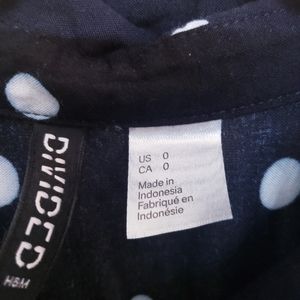 DIVIDED
H&M
US 0
CA 0
Made in
Indonesia
Fabriqué en
Indonésie